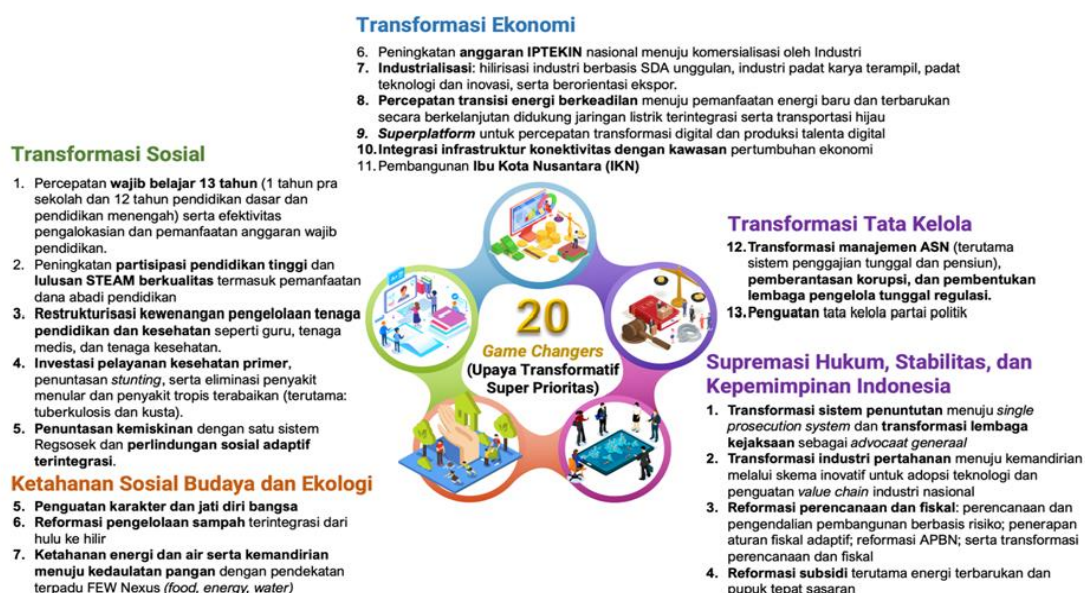 Transformasi Ekonomi
6. Peningkatan anggaran IPTEKIN nasional menuju komersialisasi oleh Industri
7. Industrialisasi: hilirisasi industri berbasis SDA unggulan, industri padat karya terampil, padat
teknologi dan inovasi, serta berorientasi ekspor.
8. Percepatan transisi energi berkeadilan menuju pemanfaatan energi baru dan terbarukan
secara berkelanjutan didukung jaringan listrik terintegrasi serta transportasi hijau
9. Superplatform untuk percepatan transformasi digital dan produksi talenta digital
10. Integrasi infrastruktur konektivitas dengan kawasan pertumbuhan ekonomi
11. Pembangunan Ibu Kota Nusantara (IKN)
Transformasi Sosial
1. Percepatan wajib belajar 13 tahun (1 tahun pra
sekolah dan 12 tahun pendidikan dasar dan
pendidikan menengah) serta efektivitas
pengalokasian dan pemanfaatan anggaran wajib
pendidikan.
2. Peningkatan partisipasi pendidikan tinggi dan
lulusan STEAM berkualitas termasuk pemanfaatan
dana abadi pendidikan
3. Restrukturisasi kewenangan pengelolaan tenaga
pendidikan dan kesehatan seperti guru, tenaga
medis, dan tenaga kesehatan.
4. Investasi pelayanan kesehatan primer,
penuntasan stunting, serta eliminasi penyakit
menular dan penyakit tropis terabaikan (terutama:
tuberkulosis dan kusta).
5. Penuntasan kemiskinan dengan satu sistem
Regsosek dan perlindungan sosial adaptif
terintegrasi.
Ketahanan Sosial Budaya dan Ekologi
5. Penguatan karakter dan jati diri bangsa
6. Reformasi pengelolaan sampah terintegrasi dari
hulu ke hilir
7. Ketahanan energi dan air serta kemandirian
menuju kedaulatan pangan dengan pendekatan
terpadu FEW Nexus (food, energy, water)
20
Game Changers
(Upaya Transformatif
Super Prioritas)
Transformasi Tata Kelola
12. Transformasi manajemen ASN (terutama
sistem penggajian tunggal dan pensiun),
pemberantasan korupsi, dan pembentukan
lembaga pengelola tunggal regulasi.
13. Penguatan tata kelola partai politik
Supremasi Hukum, Stabilitas, dan
Kepemimpinan Indonesia
1. Transformasi sistem penuntutan menuju single
prosecution system dan transformasi lembaga
kejaksaan sebagai advocaat generaal
2. Transformasi industri pertahanan menuju kemandirian
melalui skema inovatif untuk adopsi teknologi dan
penguatan value chain industri nasional
3. Reformasi perencanaan dan fiskal: perencanaan dan
pengendalian pembangunan berbasis risiko; penerapan
aturan fiskal adaptif; reformasi APBN; serta transformasi
perencanaan dan fiskal
4. Reformasi subsidi terutama energi terbarukan dan
pupuk tepat sasaran